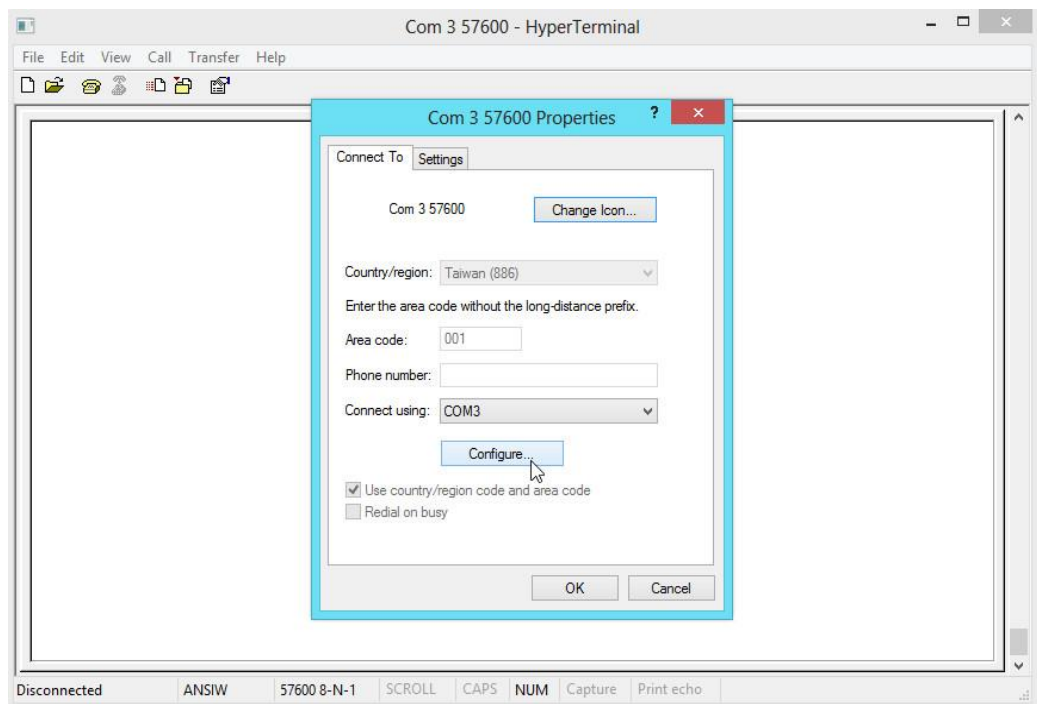 Com 3 57600 - HyperTerminal
File Edit View Call Transfer Help
Com 3 57600 Properties
Connect To Settings
Com 3 57600 Change Icon...
Country/region: Taiwan (886)
Enter the area code without the long-distance prefix.
Area code: 001
Phone number:
Connect using: COM3
Configure...
Use country/region code and area code
Redial on busy
OK Cancel
Disconnected ANSIW 57600 8-N-1 SCROLL CAPS NUM Capture Print echo